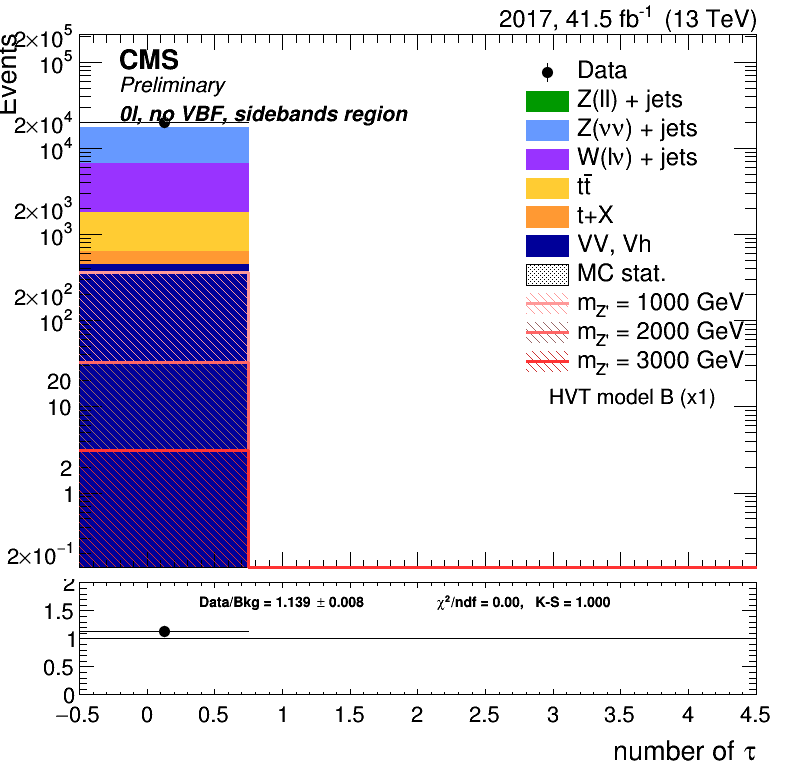 2017, 41.5 fb⁻¹ (13 TeV)
Events
2×10⁵
10⁵
2×10⁴
10⁴
2×10³
10³
2×10²
10²
20
10
2
1
2×10⁻¹
CMS
Preliminary
0l, no VBF, sidebands region
Data
Z(ll) + jets
Z(νν) + jets
W(lν) + jets
tt̄
t+X
VV, Vh
MC stat.
m_Z' = 1000 GeV
m_Z' = 2000 GeV
m_Z' = 3000 GeV
HVT model B (x1)
Data/Bkg = 1.139 ± 0.008 χ²/ndf = 0.00, K-S = 1.000
2
1.5
1
0.5
0
−0.5 0 0.5 1 1.5 2 2.5 3 3.5 4 4.5
number of τ